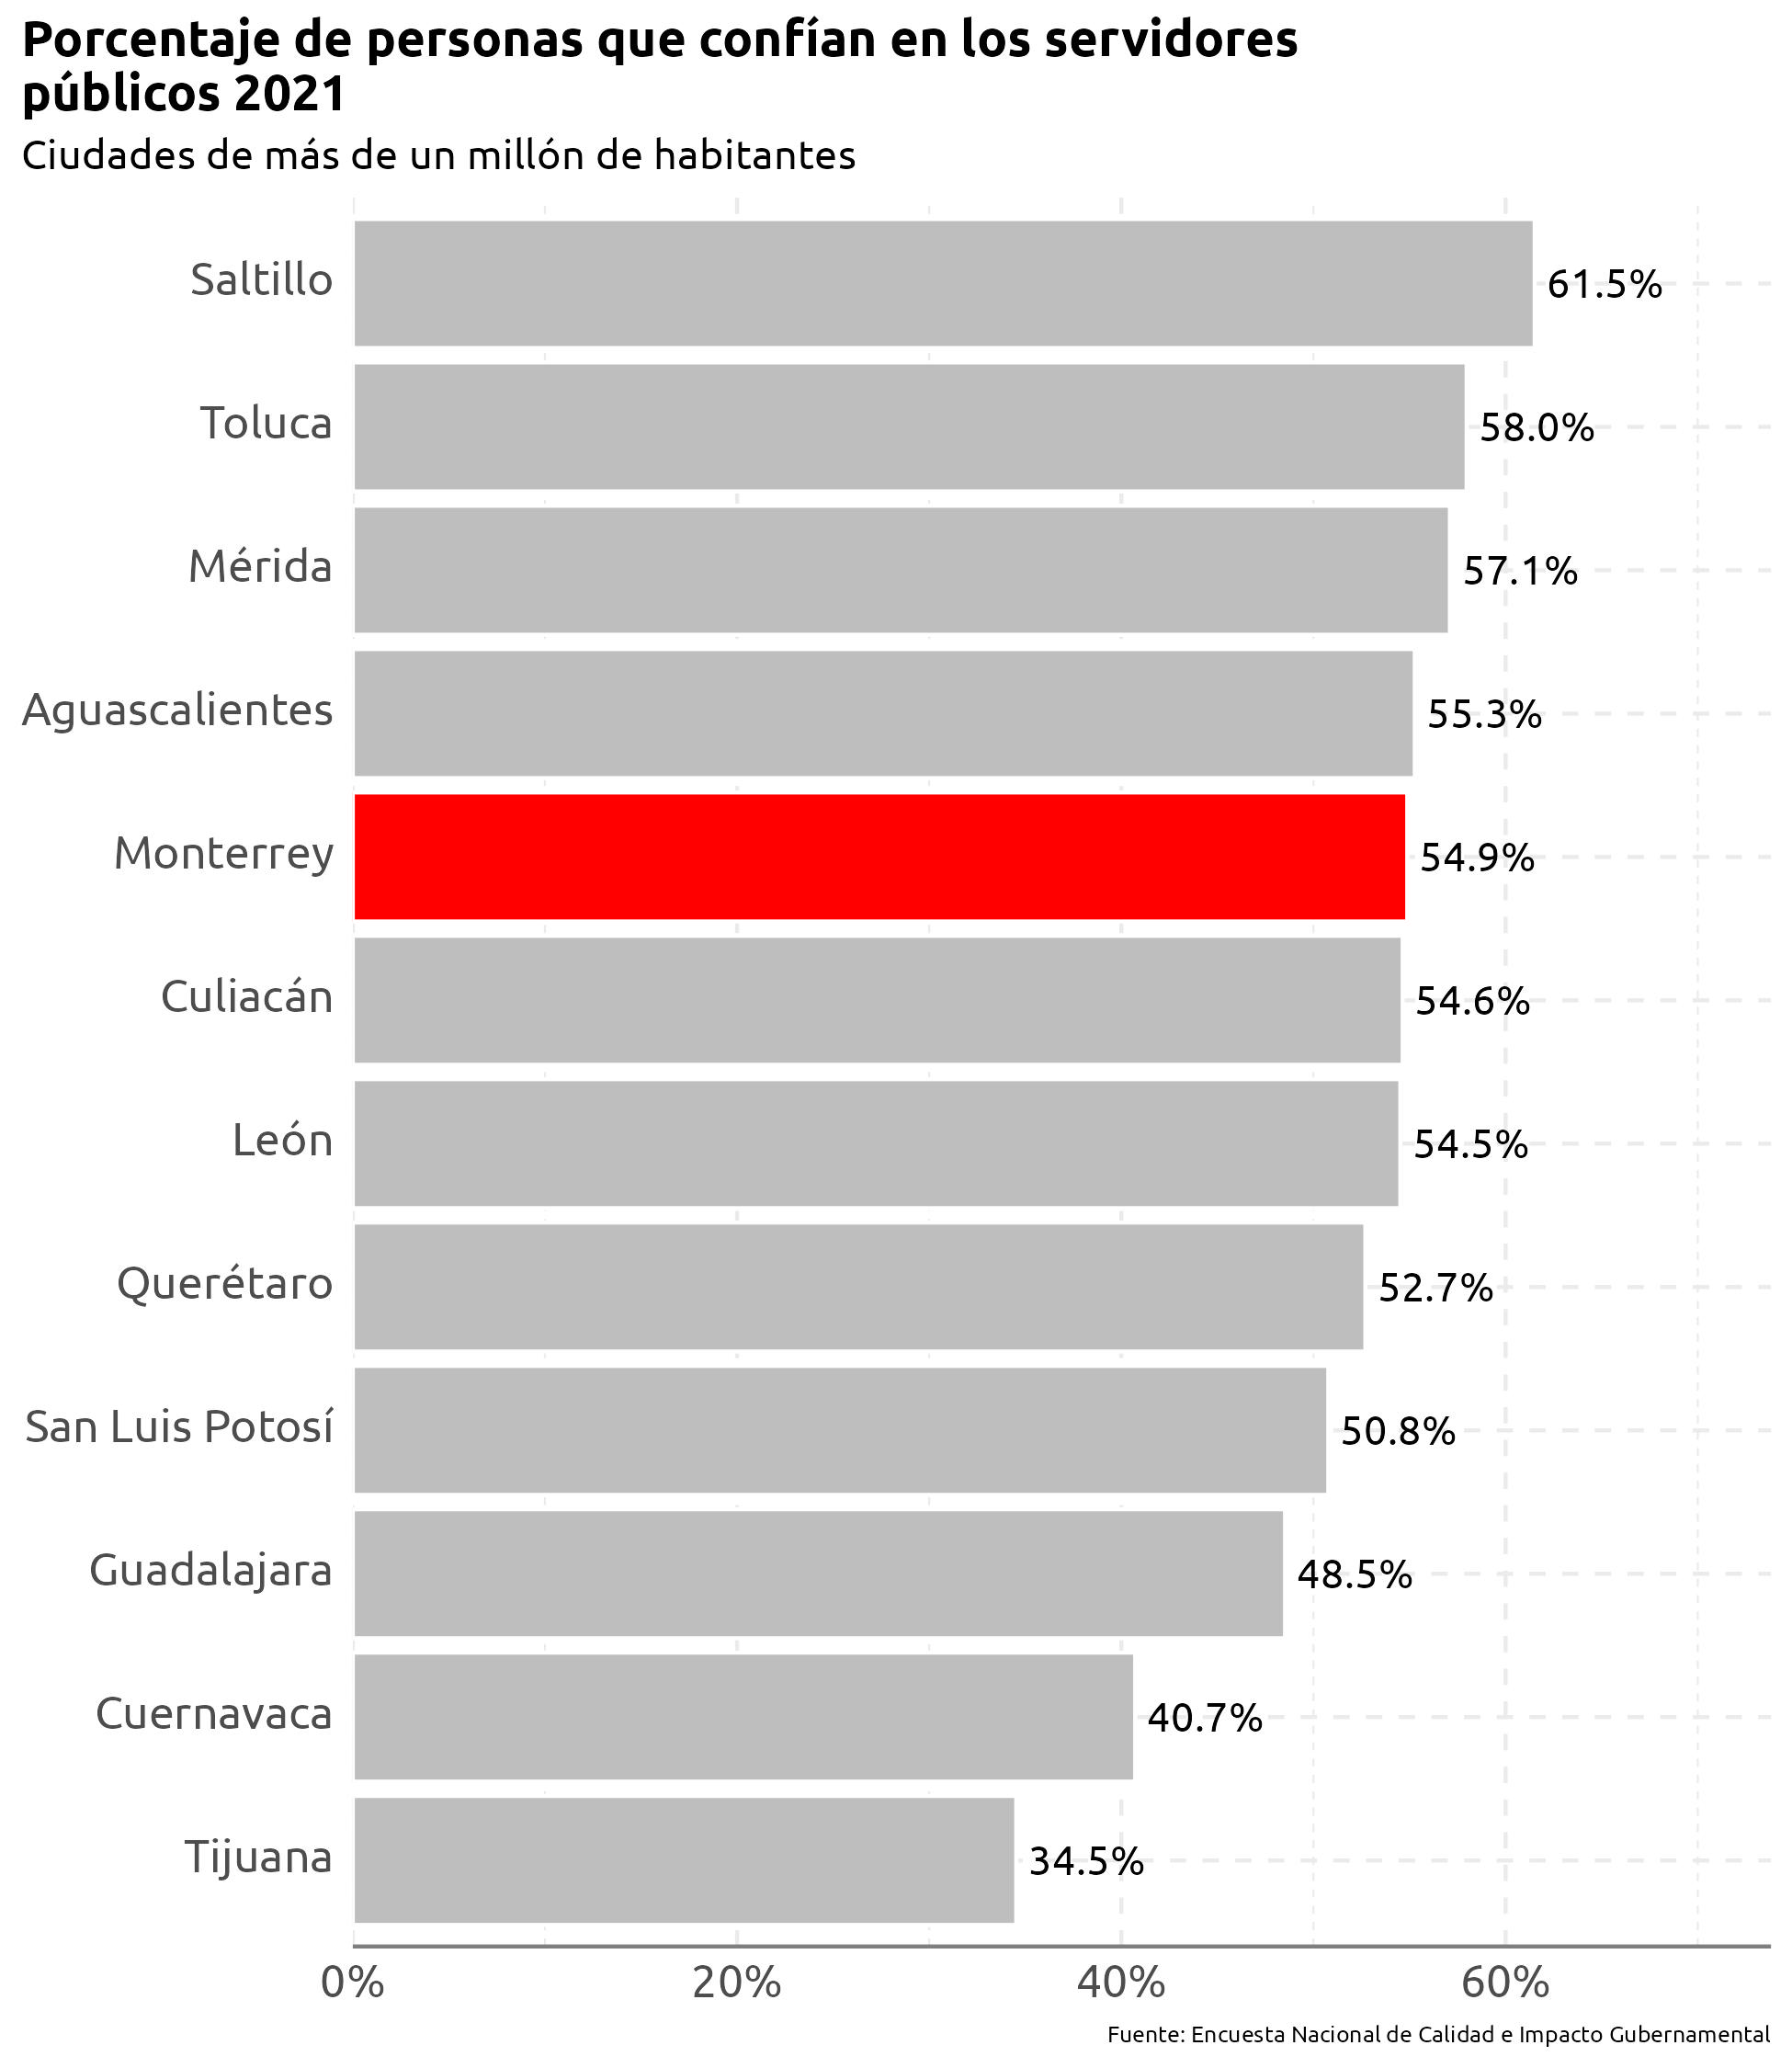 Porcentaje de personas que confían en los servidores
públicos 2021
Ciudades de más de un millón de habitantes
Saltillo 61.5%
Toluca 58.0%
Mérida 57.1%
Aguascalientes 55.3%
Monterrey 54.9%
Culiacán 54.6%
León 54.5%
Querétaro 52.7%
San Luis Potosí 50.8%
Guadalajara 48.5%
Cuernavaca 40.7%
Tijuana 34.5%
0% 20% 40% 60%
Fuente: Encuesta Nacional de Calidad e Impacto Gubernamental